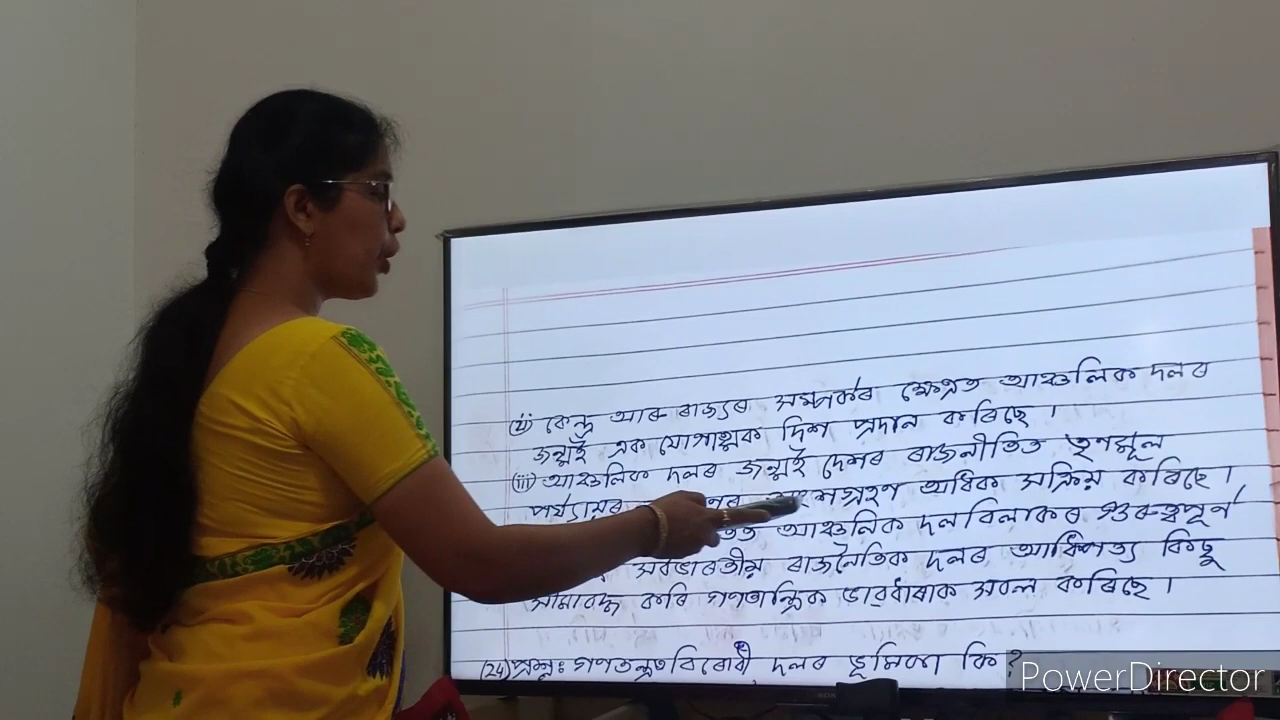 (ii) কেন্দ্ৰ আৰু ৰাজ্যৰ সম্পৰ্কৰ ক্ষেত্ৰত আঞ্চলিক দলৰ
জন্মই এক যোগাত্মক দিশ প্ৰদান কৰিছে ।
(iii) আঞ্চলিক দলৰ জন্মই দেশৰ ৰাজনীতিত তৃণমূল
পৰ্য্যায়ৰ অংশগ্ৰহণ অধিক সক্ৰিয় কৰিছে ।
আঞ্চলিক দলবিলাকৰ গুৰুত্বপূৰ্ণ
সৰ্বভাৰতীয় ৰাজনৈতিক দলৰ আধিপত্য কিছু
সীমাবদ্ধ কৰি গণতান্ত্ৰিক ভাবধাৰাক সবল কৰিছে ।
(24) প্ৰশ্ন: গণতন্ত্ৰত বিৰোধী দলৰ ভূমিকা কি ?
SONY
PowerDirector